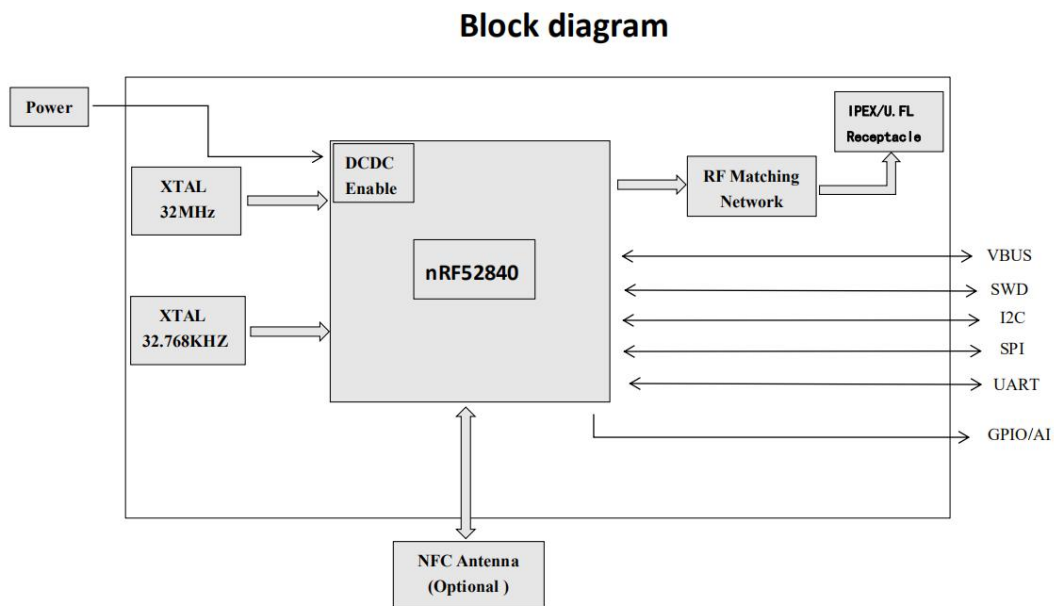 Block diagram
Power
IPEX/U.FL
Receptacle
DCDC
Enable
XTAL
32MHz
RF Matching
Network
nRF52840
VBUS
SWD
I2C
SPI
UART
GPIO/AI
XTAL
32.768KHZ
NFC Antenna
(Optional )